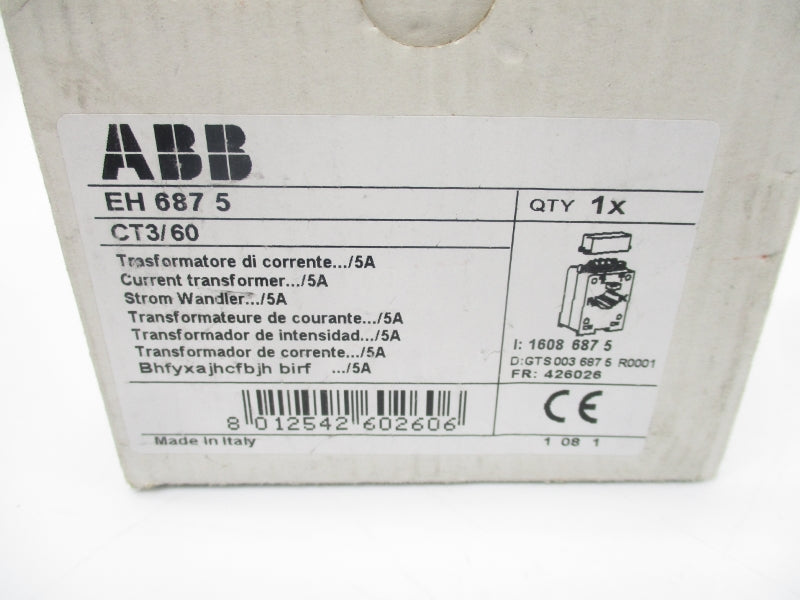 ABB
EH 687 5
QTY 1x
CT3/60
Trasformatore di corrente.../5A
Current transformer.../5A
Strom Wandler.../5A
Transformateure de courante.../5A
Transformador de intensidad.../5A
Transformador de corrente.../5A
Bhfyxajhcfbjh birf .../5A
I: 1608 687 5
D:GTS 003 687 5 R0001
FR: 426026
8 012542 602606
CE
Made in Italy
1 08 1